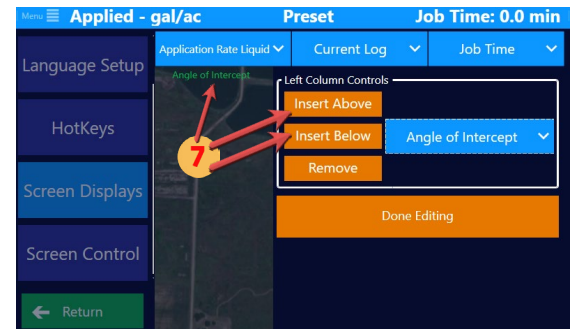 Menu Applied - gal/ac Preset Job Time: 0.0 min
Application Rate Liquid Current Log Job Time
Language Setup
Angle of Intercept
Left Column Controls
Insert Above
HotKeys
Insert Below Angle of Intercept
7
Remove
Screen Displays
Done Editing
Screen Control
Return